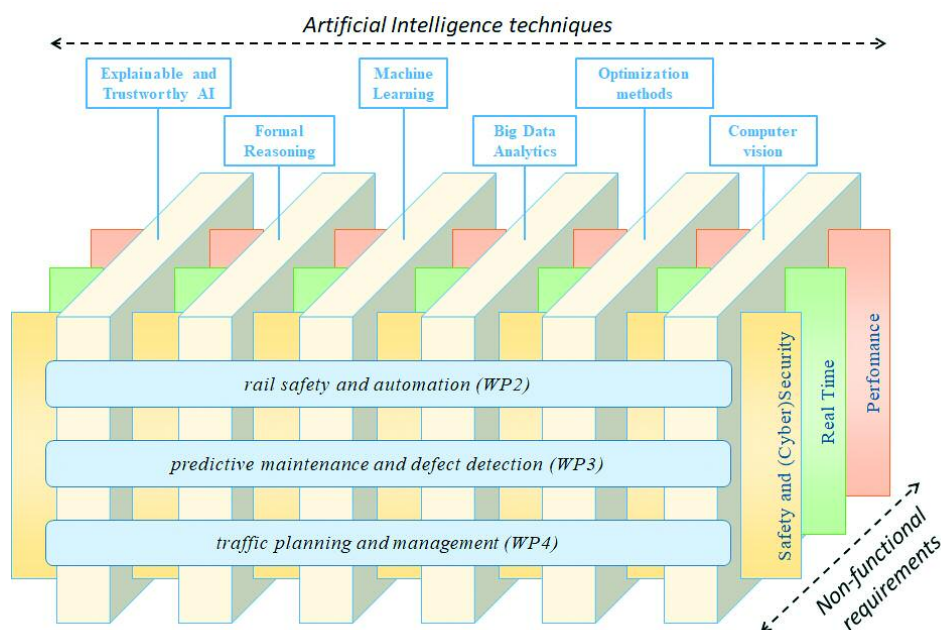 Artificial Intelligence techniques
Explainable and
Trustworthy AI
Machine
Learning
Optimization
methods
Formal
Reasoning
Big Data
Analytics
Computer
vision
rail safety and automation (WP2)
predictive maintenance and defect detection (WP3)
traffic planning and management (WP4)
Safety and (Cyber)Security
Real Time
Perfomance
Non-functional
requirements